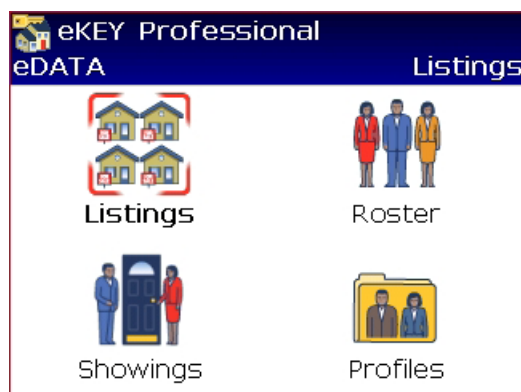 eKEY Professional
eDATA Listings
Listings Roster
Showings Profiles